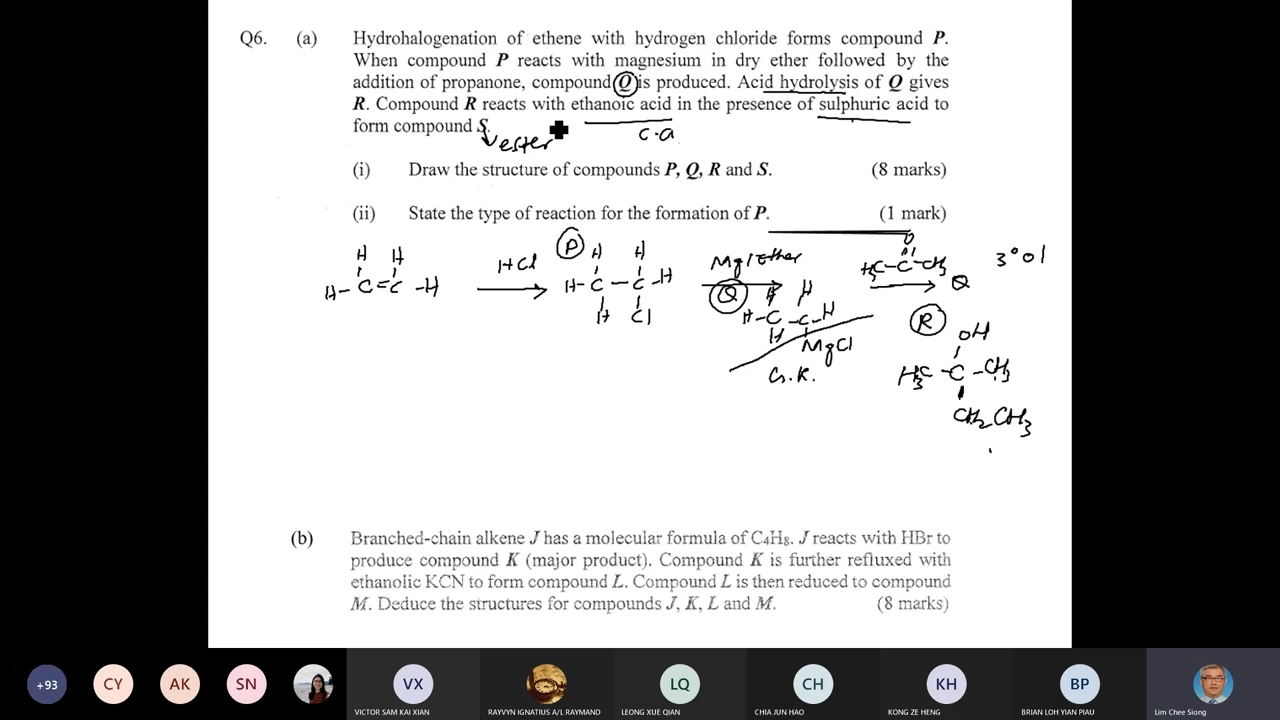 Q6. (a) Hydrohalogenation of ethene with hydrogen chloride forms compound P.
When compound P reacts with magnesium in dry ether followed by the
addition of propanone, compound Q is produced. Acid hydrolysis of Q gives
R. Compound R reacts with ethanoic acid in the presence of sulphuric acid to
form compound S.
c.a
ester
(i) Draw the structure of compounds P, Q, R and S. (8 marks)
(ii) State the type of reaction for the formation of P. (1 mark)
P
H H
H-C=C-H
HCl
H H
H-C-C-H
H Cl
Mg/Ether
Q
H H
H-C-C-H
H MgCl
G.R.
O
H3C-C-CH3
Q
3° ol
R
OH
H3C-C-CH3
CH2CH3
(b) Branched-chain alkene J has a molecular formula of C4H8. J reacts with HBr to
produce compound K (major product). Compound K is further refluxed with
ethanolic KCN to form compound L. Compound L is then reduced to compound
M. Deduce the structures for compounds J, K, L and M. (8 marks)
+93 CY AK SN VX LQ CH KH BP
VICTOR SAM KAI XIAN RAYVYN IGNATIUS A/L RAYMAND LEONG XUE QIAN CHIA JUN HAO KONG ZE HENG BRIAN LOH YIAN PIAU Lim Chee Siong